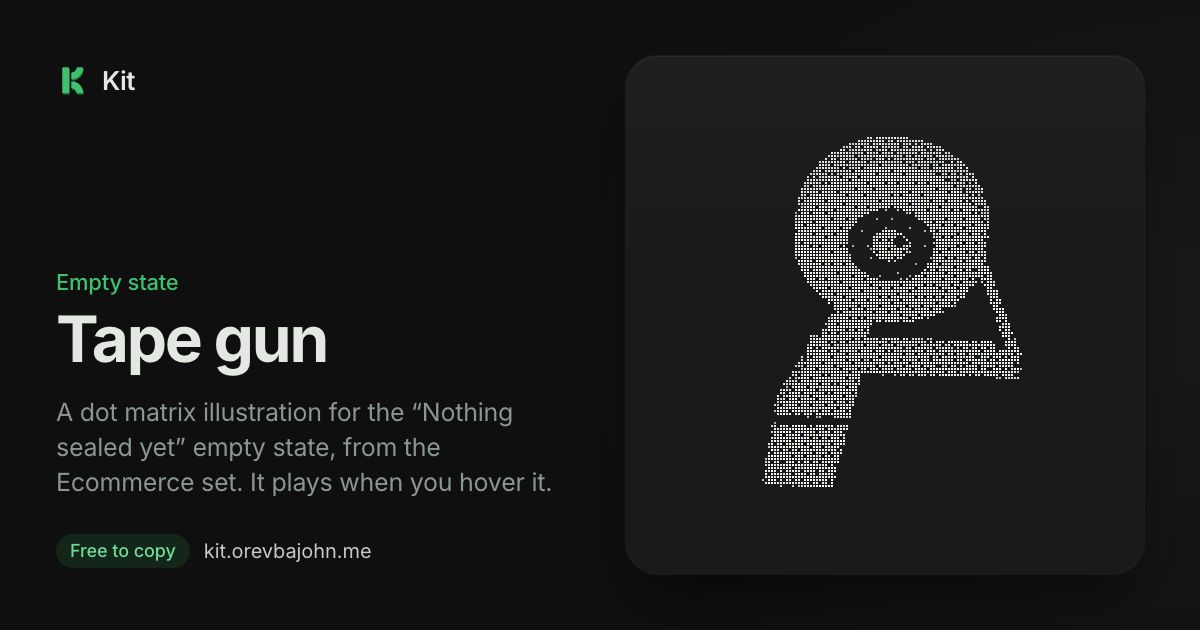 Kit
Empty state
Tape gun
A dot matrix illustration for the “Nothing
sealed yet” empty state, from the
Ecommerce set. It plays when you hover it.
Free to copy
kit.orevbajohn.me